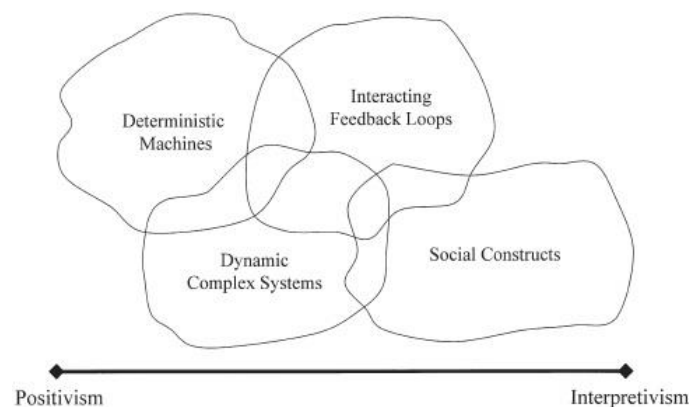 Deterministic
Machines
Interacting
Feedback Loops
Dynamic
Complex Systems
Social Constructs
Positivism
Interpretivism